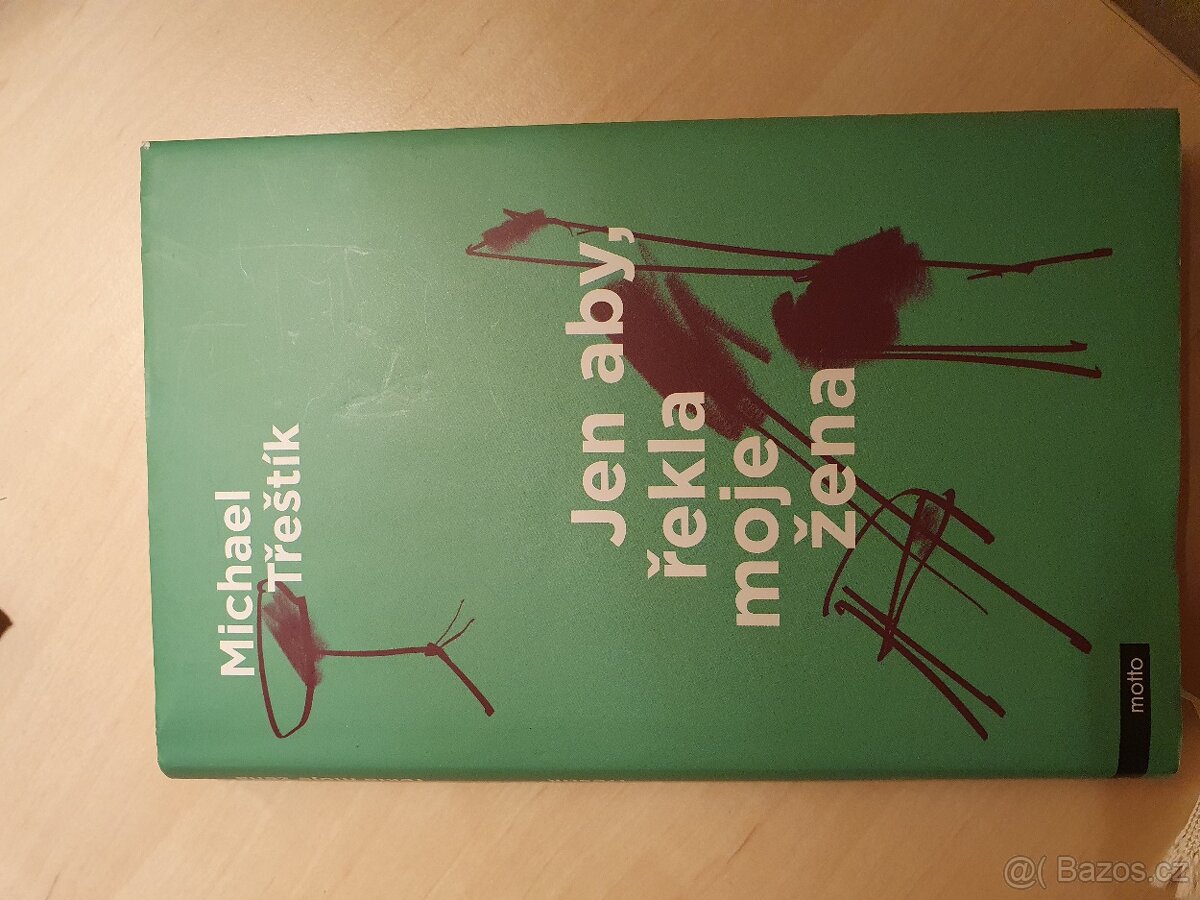 Michael
Třeštík
Jen aby,
řekla
moje
žena
motto
@( Bazos.cz